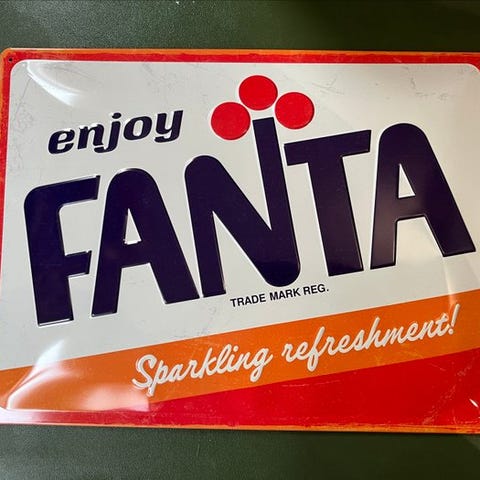 enjoy
FANTA
TRADE MARK REG.
Sparkling refreshment!